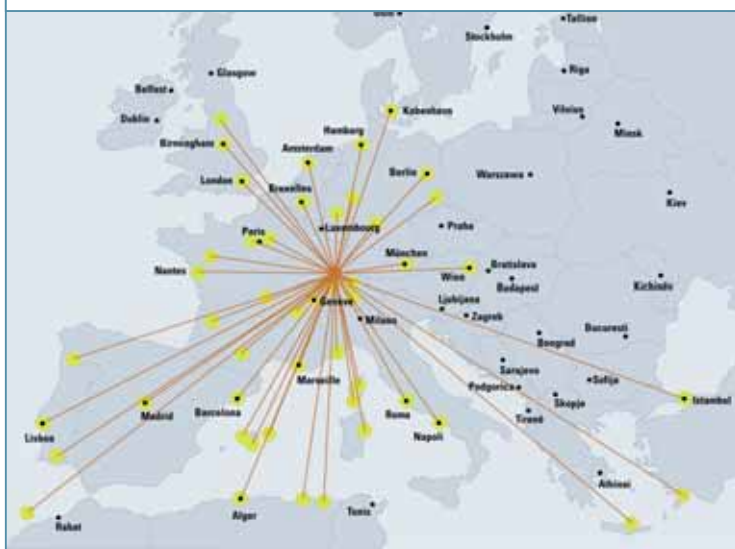 Tallinn
Stockholm
Glasgow
Riga
Belfast
København
Vilnius
Dublin
Minsk
Birmingham
Hamburg
Amsterdam
London
Berlin
Warszawa
Bruxelles
Kiev
Luxembourg
Praha
Paris
Nantes
München
Wien
Bratislava
Budapest
Genève
Ljubljana
Milano
Zagreb
Beograd
Bucuresti
Marseille
Sarajevo
Podgorica
Sofija
Madrid
Barcelona
Roma
Skopje
Istanbul
Lisboa
Napoli
Tiranë
Alger
Tunis
Rabat